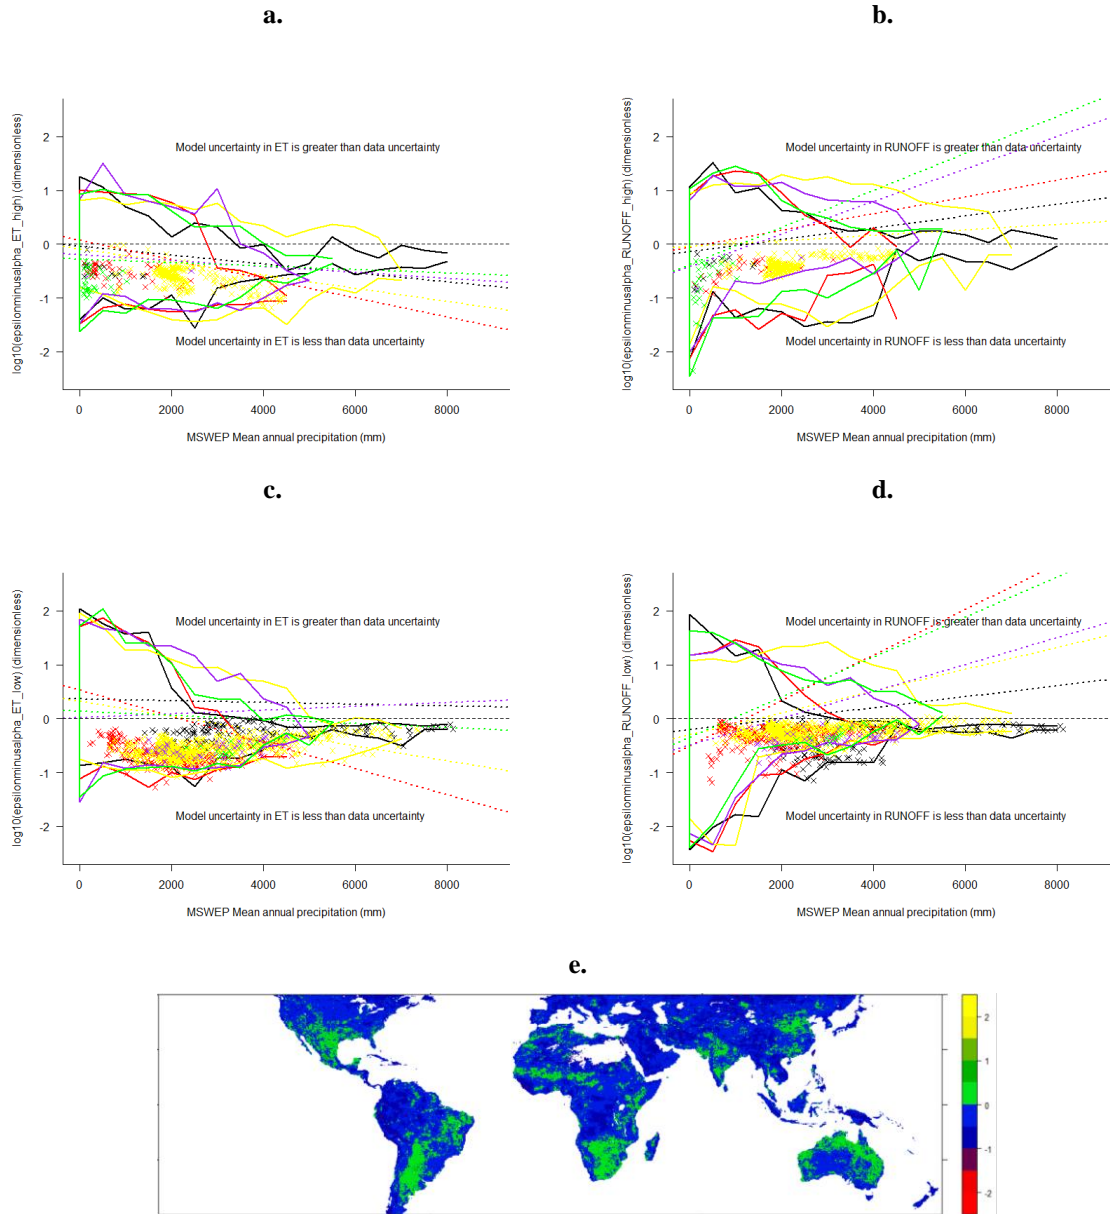 a.
b.
log10(epsilonminusalpha_ET_high) (dimensionless)
2
1
0
-1
-2
Model uncertainty in ET is greater than data uncertainty
Model uncertainty in ET is less than data uncertainty
0 2000 4000 6000 8000
MSWEP Mean annual precipitation (mm)
log10(epsilonminusalpha_RUNOFF_high) (dimensionless)
2
1
0
-1
-2
Model uncertainty in RUNOFF is greater than data uncertainty
Model uncertainty in RUNOFF is less than data uncertainty
0 2000 4000 6000 8000
MSWEP Mean annual precipitation (mm)
c.
d.
log10(epsilonminusalpha_ET_low) (dimensionless)
2
1
0
-1
-2
Model uncertainty in ET is greater than data uncertainty
Model uncertainty in ET is less than data uncertainty
0 2000 4000 6000 8000
MSWEP Mean annual precipitation (mm)
log10(epsilonminusalpha_RUNOFF_low) (dimensionless)
2
1
0
-1
-2
Model uncertainty in RUNOFF is greater than data uncertainty
Model uncertainty in RUNOFF is less than data uncertainty
0 2000 4000 6000 8000
MSWEP Mean annual precipitation (mm)
e.
2
1
0
-1
-2